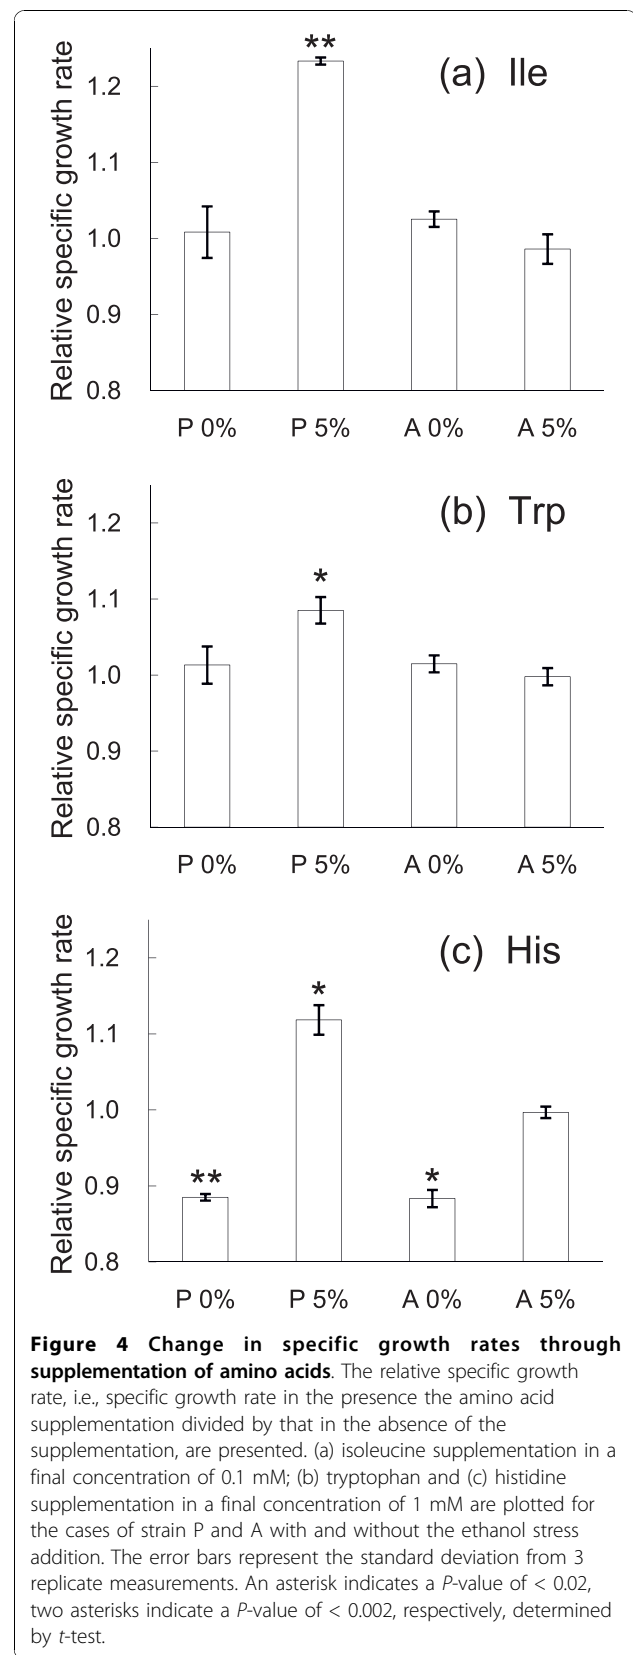 **
(a) Ile
Relative specific growth rate
1.2
1.1
1.0
0.9
0.8
P 0% P 5% A 0% A 5%
(b) Trp
*
Relative specific growth rate
1.2
1.1
1.0
0.9
0.8
P 0% P 5% A 0% A 5%
(c) His
*
** *
Relative specific growth rate
1.2
1.1
1.0
0.9
0.8
P 0% P 5% A 0% A 5%
Figure 4 Change in specific growth rates through
supplementation of amino acids. The relative specific growth
rate, i.e., specific growth rate in the presence the amino acid
supplementation divided by that in the absence of the
supplementation, are presented. (a) isoleucine supplementation in a
final concentration of 0.1 mM; (b) tryptophan and (c) histidine
supplementation in a final concentration of 1 mM are plotted for
the cases of strain P and A with and without the ethanol stress
addition. The error bars represent the standard deviation from 3
replicate measurements. An asterisk indicates a P-value of < 0.02,
two asterisks indicate a P-value of < 0.002, respectively, determined
by t-test.